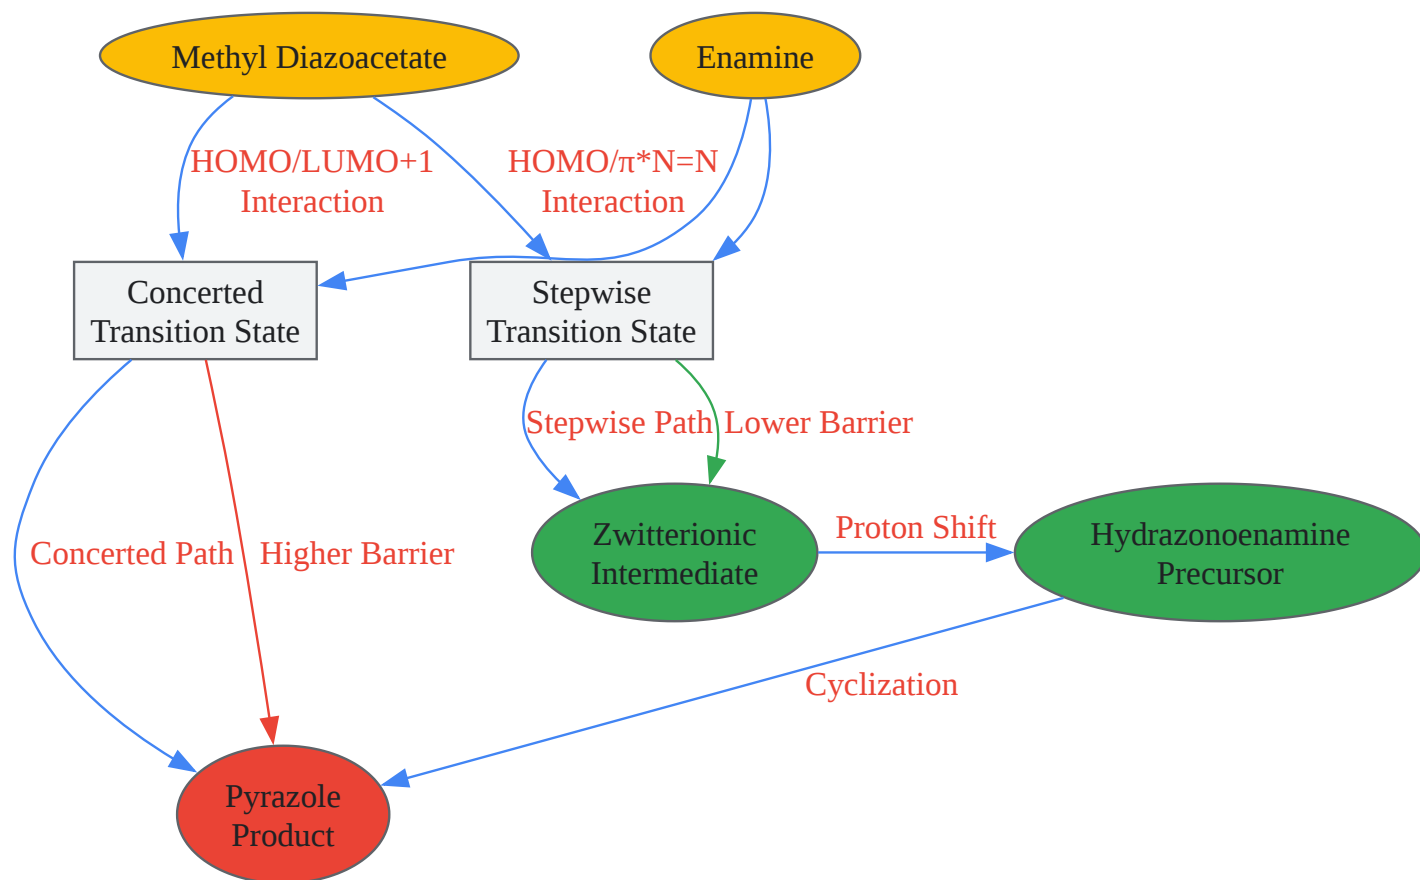 Methyl Diazoacetate
Enamine
HOMO/LUMO+1
Interaction
HOMO/π*N=N
Interaction
Concerted
Transition State
Stepwise
Transition State
Stepwise Path
Lower Barrier
Concerted Path
Higher Barrier
Zwitterionic
Intermediate
Proton Shift
Hydrazonoenamine
Precursor
Cyclization
Pyrazole
Product